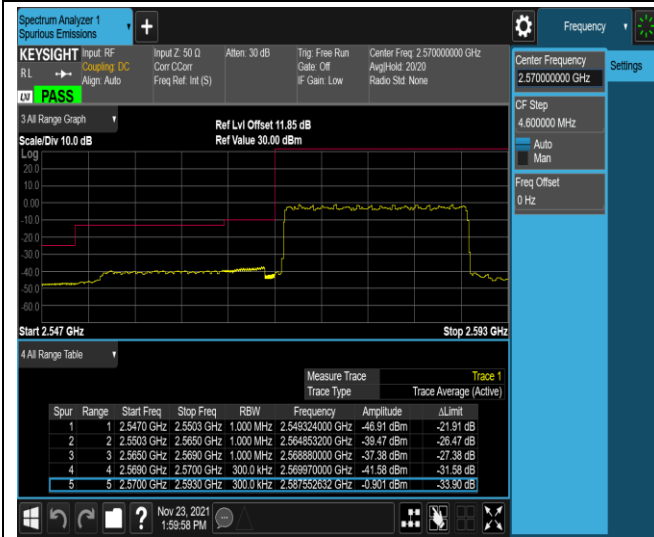 Spectrum Analyzer 1
Spurious Emissions
Frequency
KEYSIGHT
RL
Input: RF
Coupling: DC
Align: Auto
Input Z: 50 Ω
Corr CCorr
Freq Ref: Int (S)
Atten: 30 dB
Trig: Free Run
Gate: Off
IF Gain: Low
Center Freq: 2.570000000 GHz
Avg|Hold: 20/20
Radio Std: None
LXI PASS
Center Frequency
2.570000000 GHz
Settings
CF Step
4.600000 MHz
Auto
Man
Freq Offset
0 Hz
3 All Range Graph
Scale/Div 10.0 dB
Ref Lvl Offset 11.85 dB
Ref Value 30.00 dBm
Log
20.0
10.0
0.00
-10.0
-20.0
-30.0
-40.0
-50.0
-60.0
Start 2.547 GHz
Stop 2.593 GHz
4 All Range Table
Measure Trace Trace 1
Trace Type Trace Average (Active)
Spur Range Start Freq Stop Freq RBW Frequency Amplitude ΔLimit
1 1 2.5470 GHz 2.5503 GHz 1.000 MHz 2.549324000 GHz -46.91 dBm -21.91 dB
2 2 2.5503 GHz 2.5650 GHz 1.000 MHz 2.564853200 GHz -39.47 dBm -26.47 dB
3 3 2.5650 GHz 2.5690 GHz 1.000 MHz 2.568880000 GHz -37.38 dBm -27.38 dB
4 4 2.5690 GHz 2.5700 GHz 300.0 kHz 2.569970000 GHz -41.58 dBm -31.58 dB
5 5 2.5700 GHz 2.5930 GHz 300.0 kHz 2.587552632 GHz -0.901 dBm -33.90 dB
Nov 23, 2021
1:59:58 PM